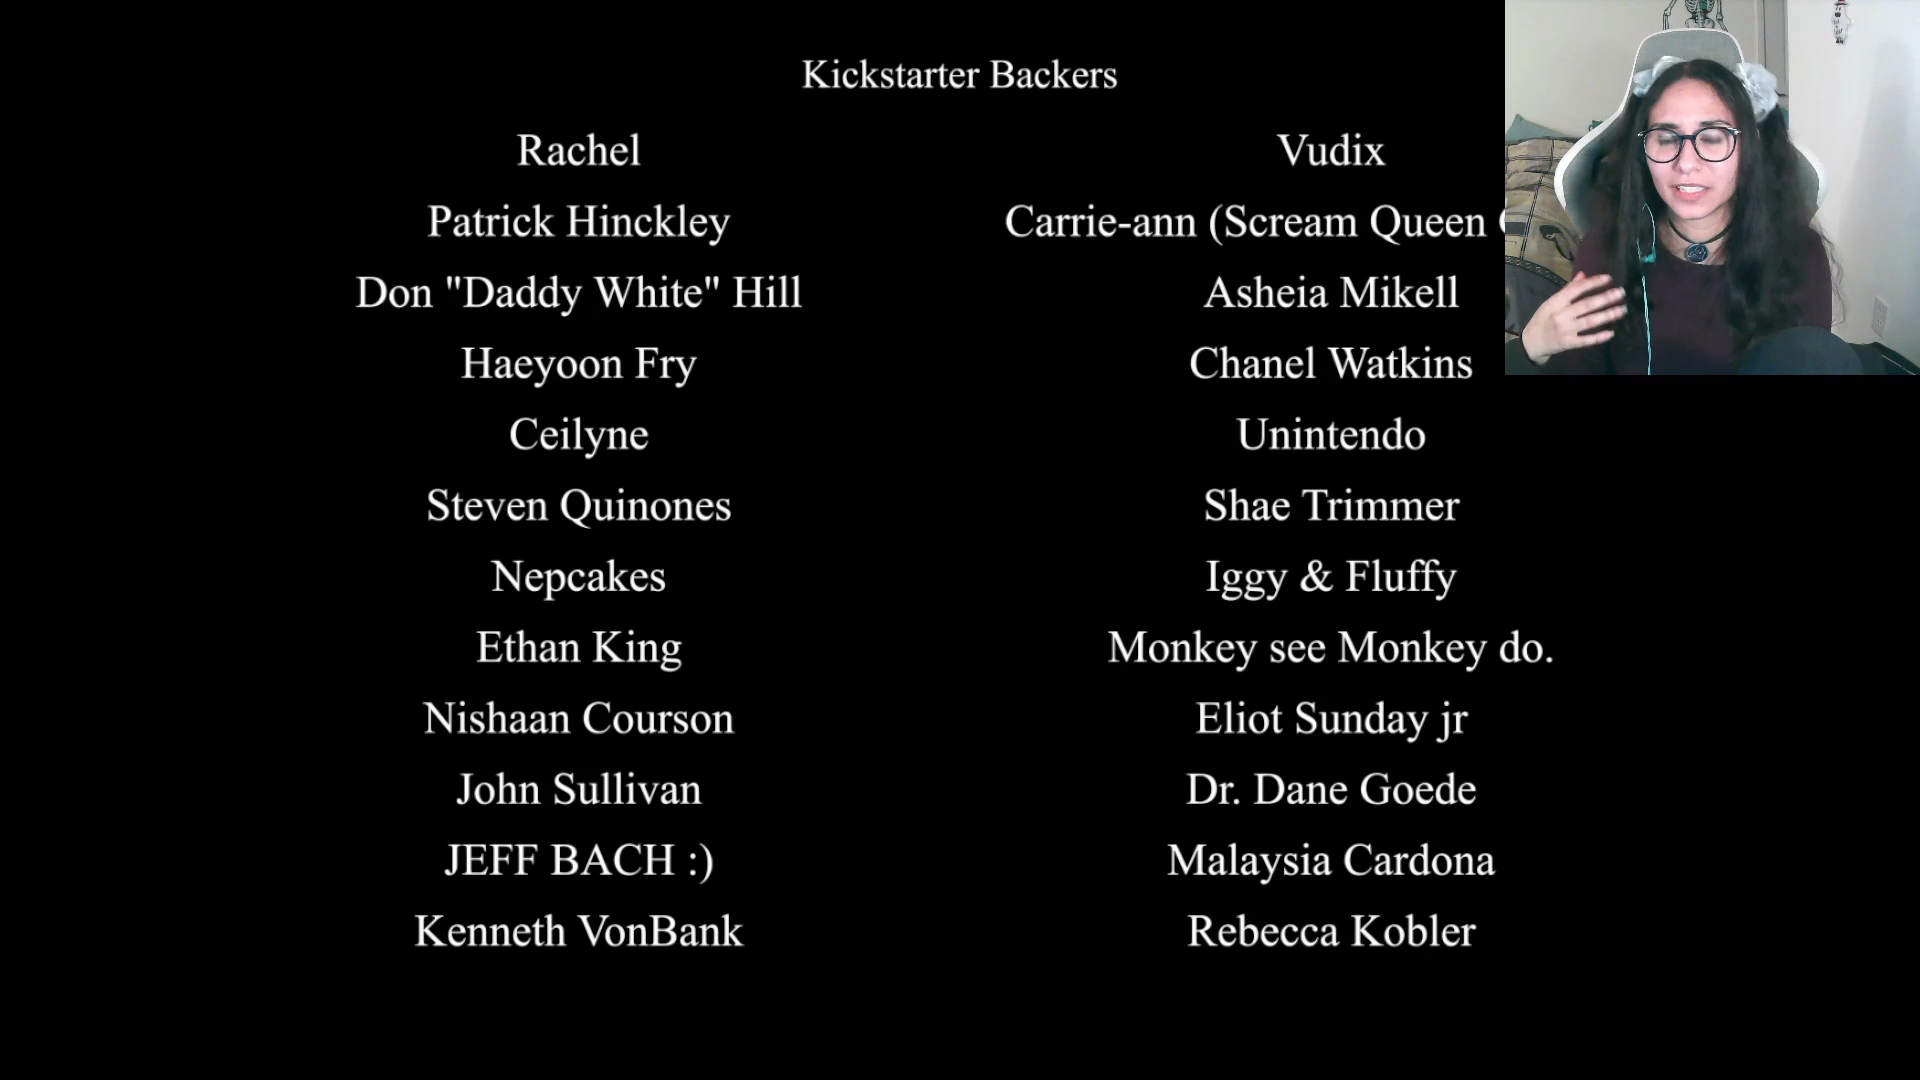 Kickstarter Backers
Rachel
Vudix
Patrick Hinckley
Carrie-ann (Scream Queen
Don "Daddy White" Hill
Asheia Mikell
Haeyoon Fry
Chanel Watkins
Ceilyne
Unintendo
Steven Quinones
Shae Trimmer
Nepcakes
Iggy & Fluffy
Ethan King
Monkey see Monkey do.
Nishaan Courson
Eliot Sunday jr
John Sullivan
Dr. Dane Goede
JEFF BACH :)
Malaysia Cardona
Kenneth VonBank
Rebecca Kobler